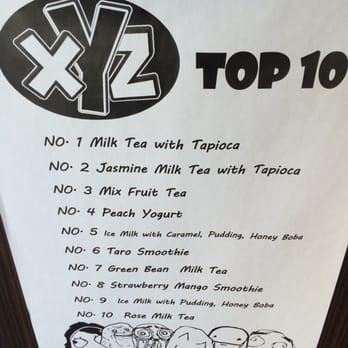 XYZ TOP 10
NO. 1 Milk Tea with Tapioca
NO. 2 Jasmine Milk Tea with Tapioca
NO. 3 Mix Fruit Tea
NO. 4 Peach Yogurt
NO. 5 Ice Milk with Caramel, Pudding, Honey Boba
NO. 6 Taro Smoothie
NO. 7 Green Bean Milk Tea
NO. 8 Strawberry Mango Smoothie
NO. 9 Ice Milk with Pudding, Honey Boba
NO. 10 Rose Milk Tea